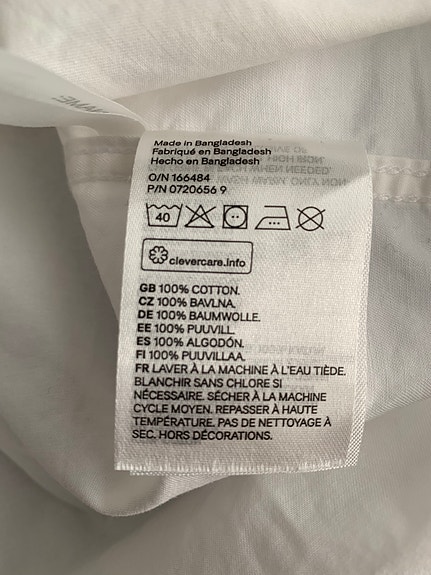 Made in Bangladesh
Fabriqué en Bangladesh
Hecho en Bangladesh
O/N 166484
P/N 0720656 9
40
clevercare.info
GB 100% COTTON.
CZ 100% BAVLNA.
DE 100% BAUMWOLLE.
EE 100% PUUVILL.
ES 100% ALGODÓN.
FI 100% PUUVILLAA.
FR LAVER À LA MACHINE À L'EAU TIÈDE.
BLANCHIR SANS CHLORE SI
NÉCESSAIRE. SÉCHER À LA MACHINE
CYCLE MOYEN. REPASSER À HAUTE
TEMPÉRATURE. PAS DE NETTOYAGE À
SEC. HORS DÉCORATIONS.